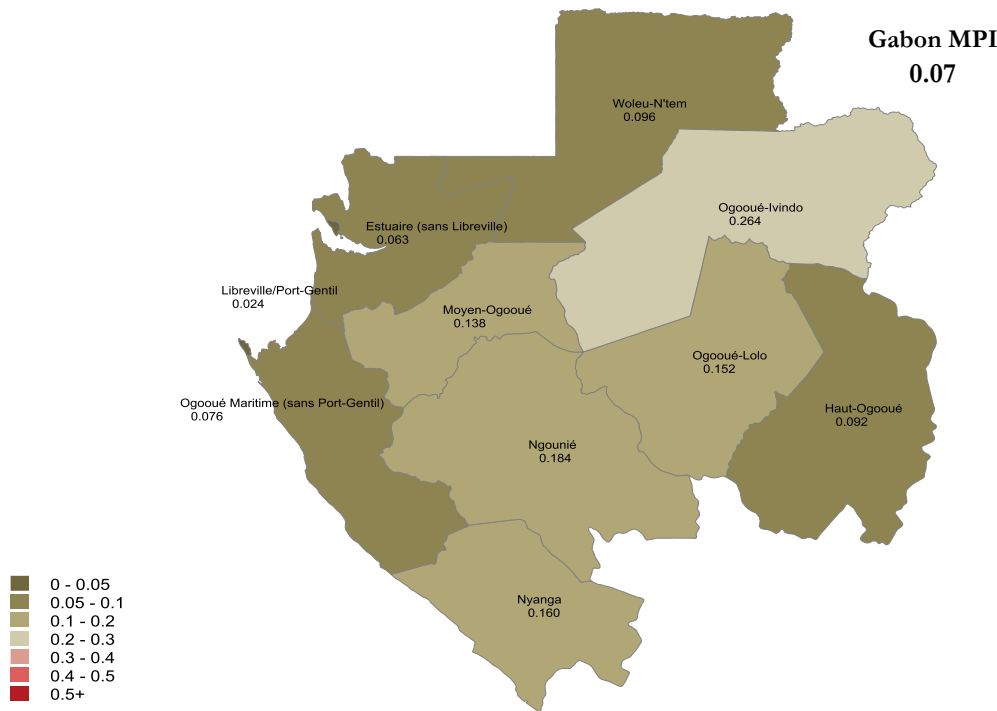 Gabon MPI
0.07
Woleu-N'tem
0.096
Ogooué-Ivindo
0.264
Estuaire (sans Libreville)
0.063
Libreville/Port-Gentil
0.024
Moyen-Ogooué
0.138
Ogooué-Lolo
0.152
Ogooué Maritime (sans Port-Gentil)
0.076
Haut-Ogooué
0.092
Ngounié
0.184
Nyanga
0.160
0 - 0.05
0.05 - 0.1
0.1 - 0.2
0.2 - 0.3
0.3 - 0.4
0.4 - 0.5
0.5+